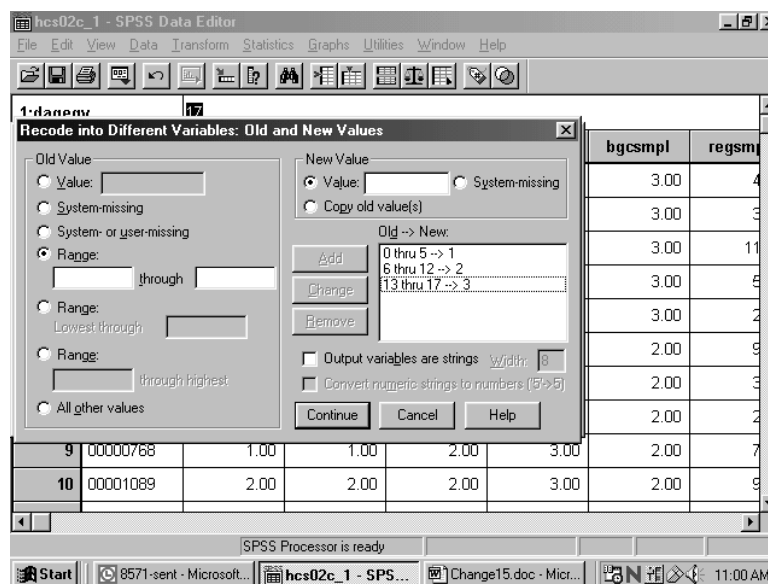 hcs02c_1 - SPSS Data Editor
File Edit View Data Transform Statistics Graphs Utilities Window Help
1:dagegv 17
Recode into Different Variables: Old and New Values
Old Value
Value:
System-missing
System- or user-missing
Range:
through
Range:
Lowest through
Range:
through highest
All other values
New Value
Value: System-missing
Copy old value(s)
Old --> New:
Add
Change
Remove
0 thru 5 --> 1
6 thru 12 --> 2
13 thru 17 --> 3
Output variables are strings Width: 8
Convert numeric strings to numbers ('5'->5)
Continue Cancel Help
bgcsmpl regsmp
3.00 4
3.00 3
3.00 11
3.00 5
3.00 2
2.00 9
2.00 3
2.00 2
9 00000768 1.00 1.00 2.00 3.00 2.00 7
10 00001089 2.00 2.00 2.00 3.00 2.00 9
SPSS Processor is ready
Start 8571-sent - Microsoft... hcs02c_1 - SPS... Change15.doc - Micr... 11:00 AM